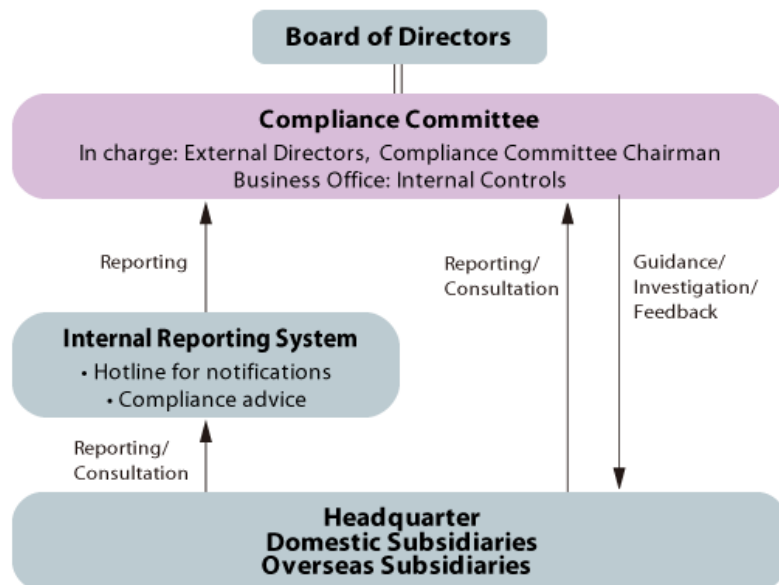 Board of Directors
Compliance Committee
In charge: External Directors, Compliance Committee Chairman
Business Office: Internal Controls
Reporting
Reporting/
Consultation
Guidance/
Investigation/
Feedback
Internal Reporting System
• Hotline for notifications
• Compliance advice
Reporting/
Consultation
Headquarter
Domestic Subsidiaries
Overseas Subsidiaries